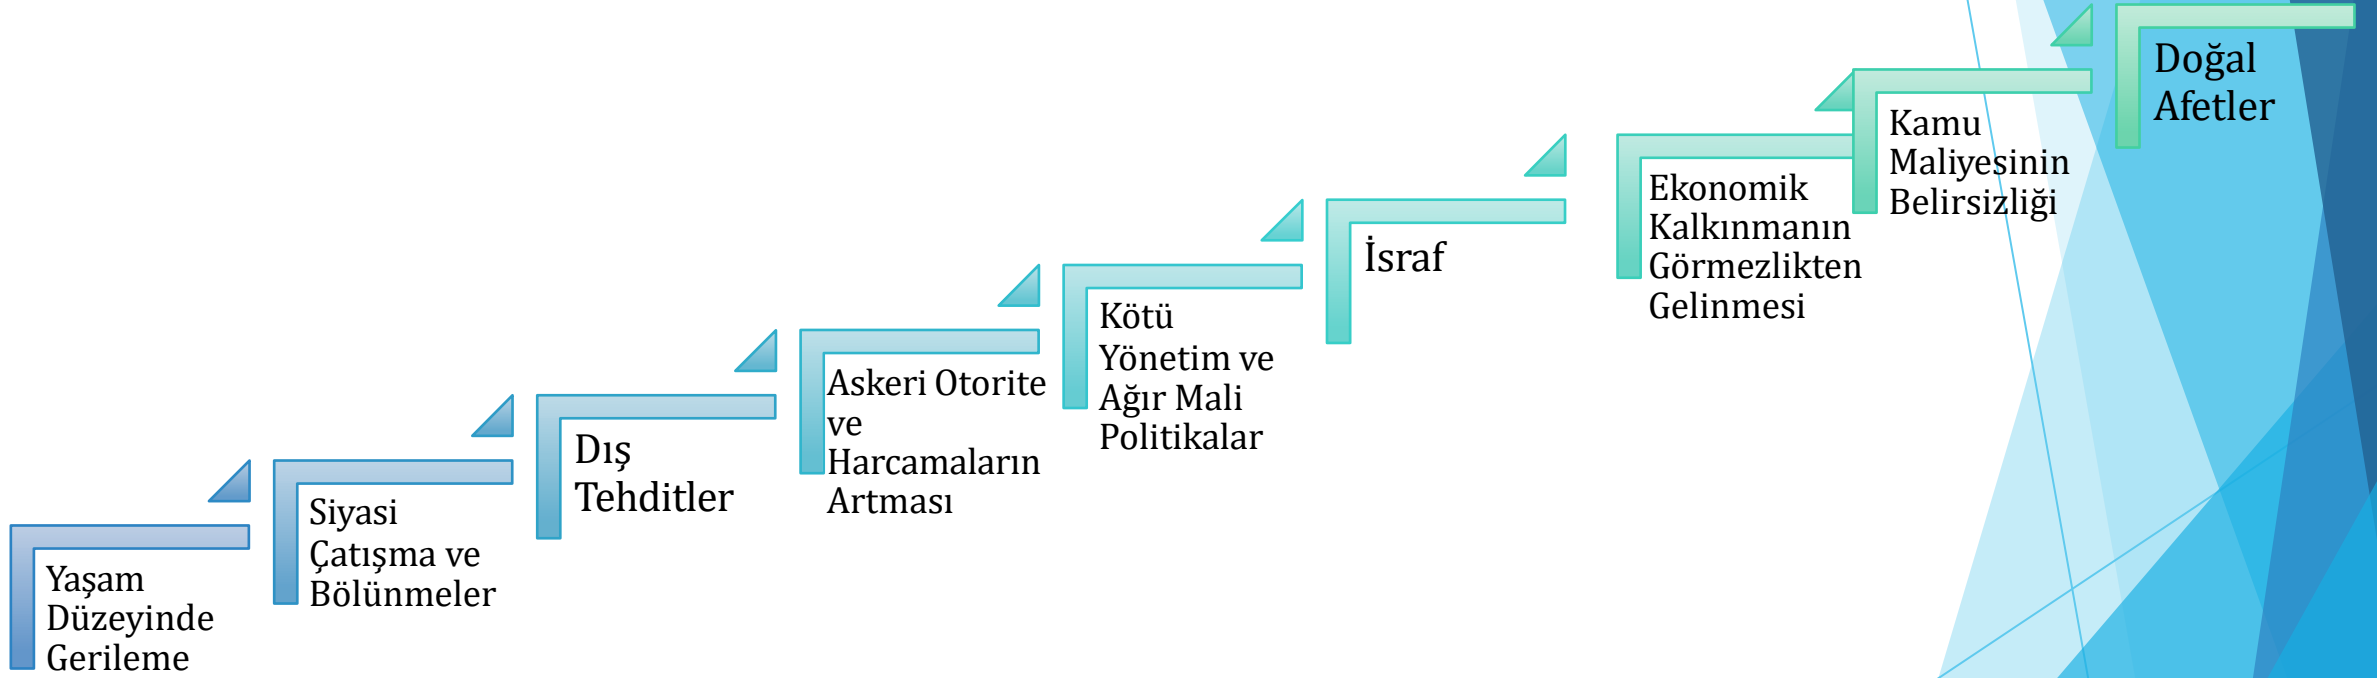 Yaşam
Düzeyinde
Gerileme
Siyasi
Çatışma ve
Bölünmeler
Dış
Tehditler
Askeri Otorite
ve
Harcamaların
Artması
Kötü
Yönetim ve
Ağır Mali
Politikalar
İsraf
Ekonomik
Kalkınmanın
Görmezlikten
Gelinmesi
Kamu
Maliyesinin
Belirsizliği
Doğal
Afetler